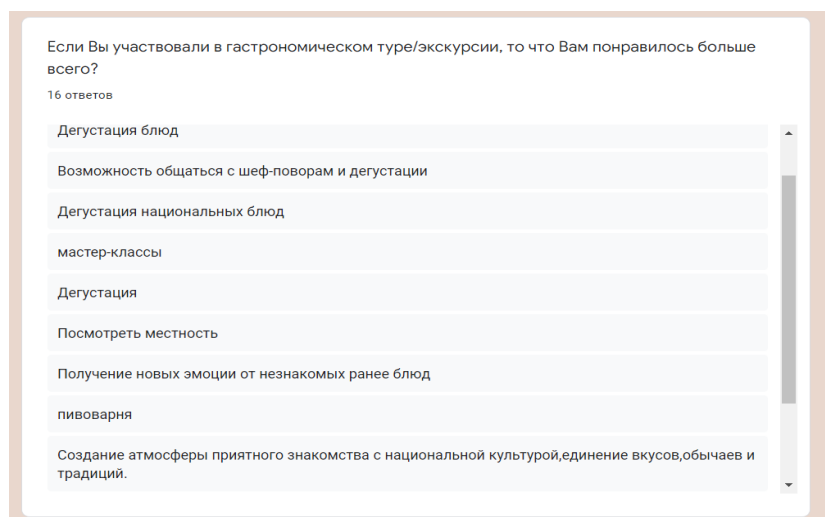 Если Вы участвовали в гастрономическом туре/экскурсии, то что Вам понравилось больше
всего?
16 ответов
Дегустация блюд
Возможность общаться с шеф-поворам и дегустации
Дегустация национальных блюд
мастер-классы
Дегустация
Посмотреть местность
Получение новых эмоции от незнакомых ранее блюд
пивоварня
Создание атмосферы приятного знакомства с национальной культурой,единение вкусов,обычаев и
традиций.